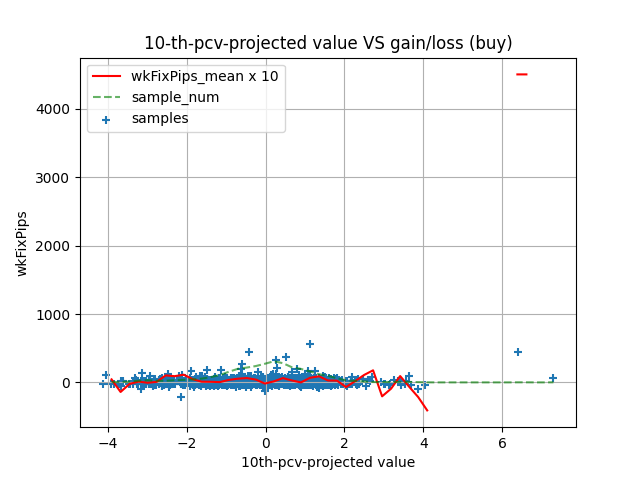 10-th-pcv-projected value VS gain/loss (buy)
wkFixPips_mean x 10
sample_num
samples
wkFixPips
4000
3000
2000
1000
0
−4 −2 0 2 4 6
10th-pcv-projected value